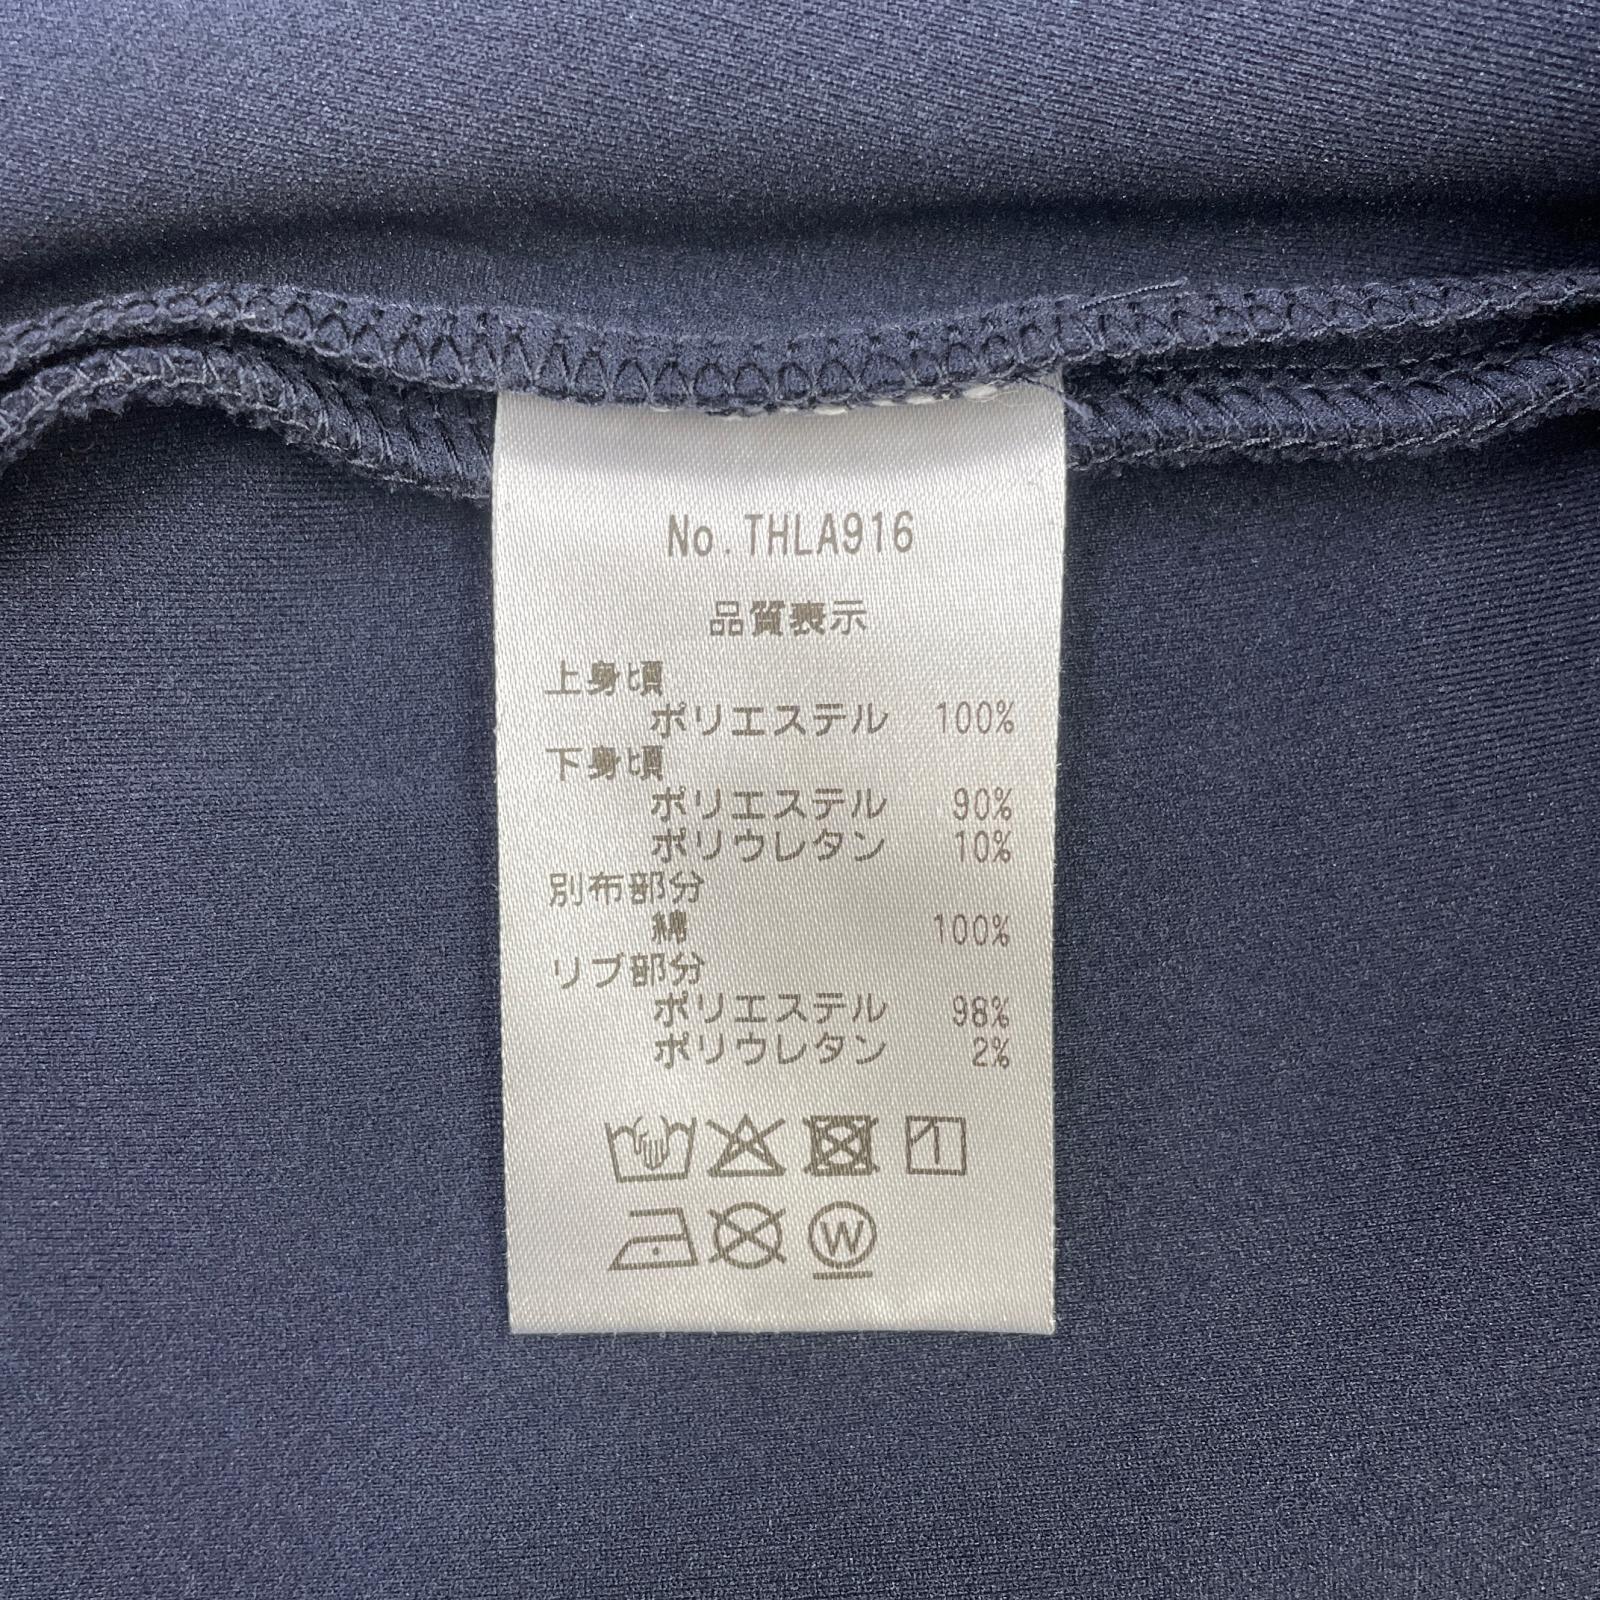 No.THLA916
品質表示
上身頃
ポリエステル 100%
下身頃
ポリエステル 90%
ポリウレタン 10%
別布部分
綿 100%
リブ部分
ポリエステル 98%
ポリウレタン 2%
W